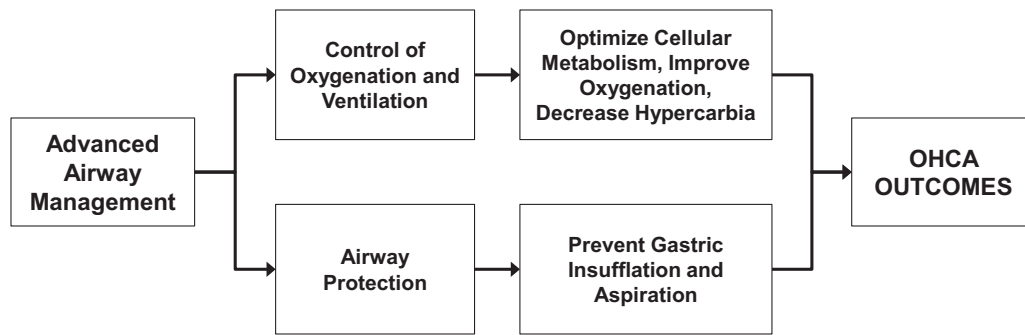 Advanced
Airway
Management
Control of
Oxygenation and
Ventilation
Optimize Cellular
Metabolism, Improve
Oxygenation,
Decrease Hypercarbia
Airway
Protection
Prevent Gastric
Insufflation and
Aspiration
OHCA
OUTCOMES